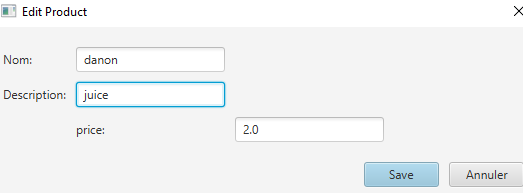 Edit Product
Nom: danon
Description: juice
price: 2.0
Save Annuler